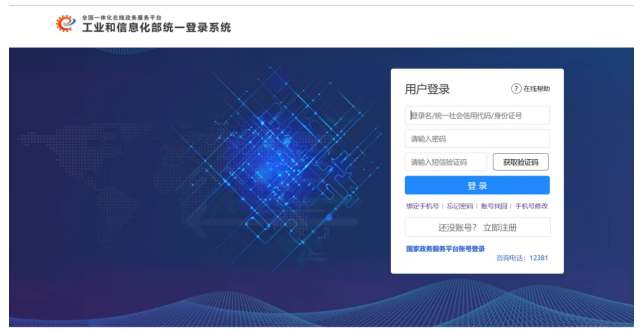 全国一体化在线政务服务平台
工业和信息化部统一登录系统
用户登录
? 在线帮助
登录名/统一社会信用代码/身份证号
请输入密码
请输入短信验证码 获取验证码
登 录
绑定手机号 | 忘记密码 | 账号找回 | 手机号修改
还没账号? 立即注册
国家政务服务平台账号登录
咨询电话: 12381